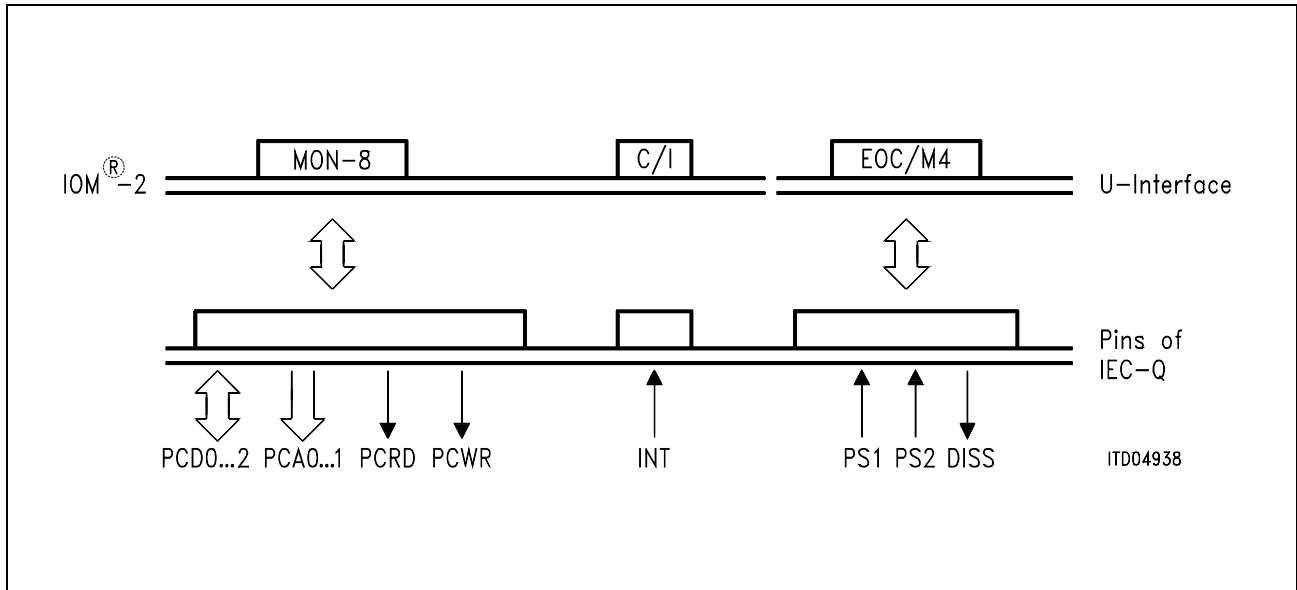 MON-8 C/I EOC/M4
IOM®-2 U-Interface
Pins of
IEC-Q
PCD0...2 PCA0...1 PCRD PCWR INT PS1 PS2 DISS ITD04938